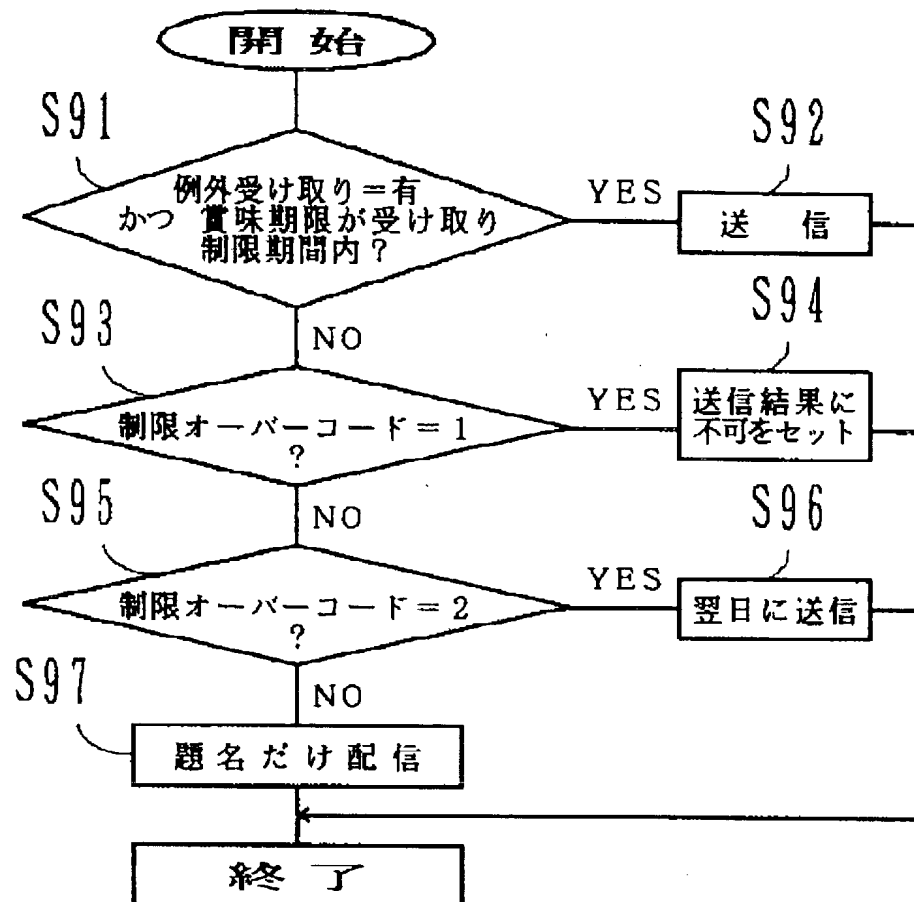 開始
S91
例外受け取り＝有
かつ 賞味期限が受け取り
制限期間内？
YES
S92
送 信
NO
S93
制限オーバーコード＝1
？
YES
S94
送信結果に
不可をセット
NO
S95
制限オーバーコード＝2
？
YES
S96
翌日に送信
NO
S97
題名だけ配信
終了